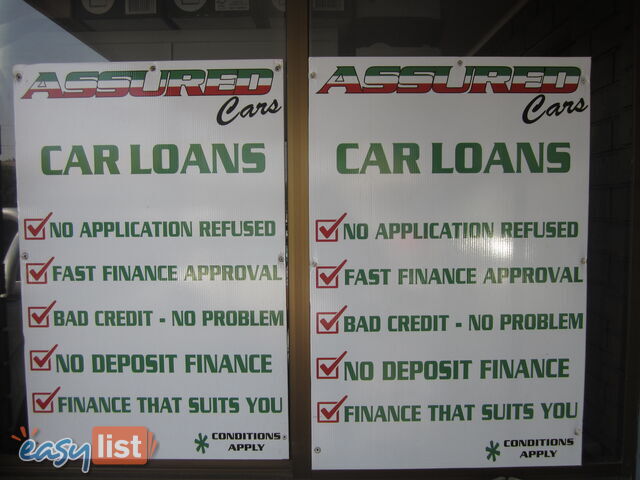 ASSURED
Cars
CAR LOANS
NO APPLICATION REFUSED
FAST FINANCE APPROVAL
BAD CREDIT - NO PROBLEM
NO DEPOSIT FINANCE
FINANCE THAT SUITS YOU
* CONDITIONS
APPLY
ASSURED
Cars
CAR LOANS
NO APPLICATION REFUSED
FAST FINANCE APPROVAL
BAD CREDIT - NO PROBLEM
NO DEPOSIT FINANCE
FINANCE THAT SUITS YOU
* CONDITIONS
APPLY
easy list